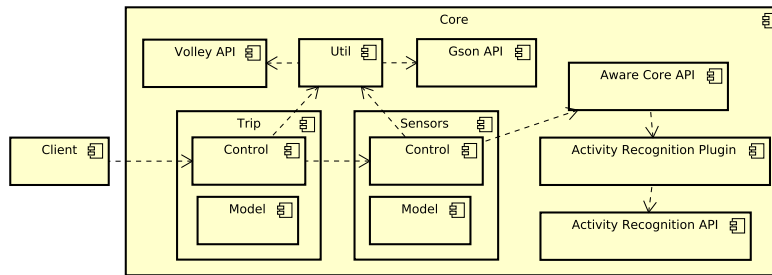 Core
Volley API
Util
Gson API
Aware Core API
Trip
Sensors
Client
Control
Control
Activity Recognition Plugin
Model
Model
Activity Recognition API